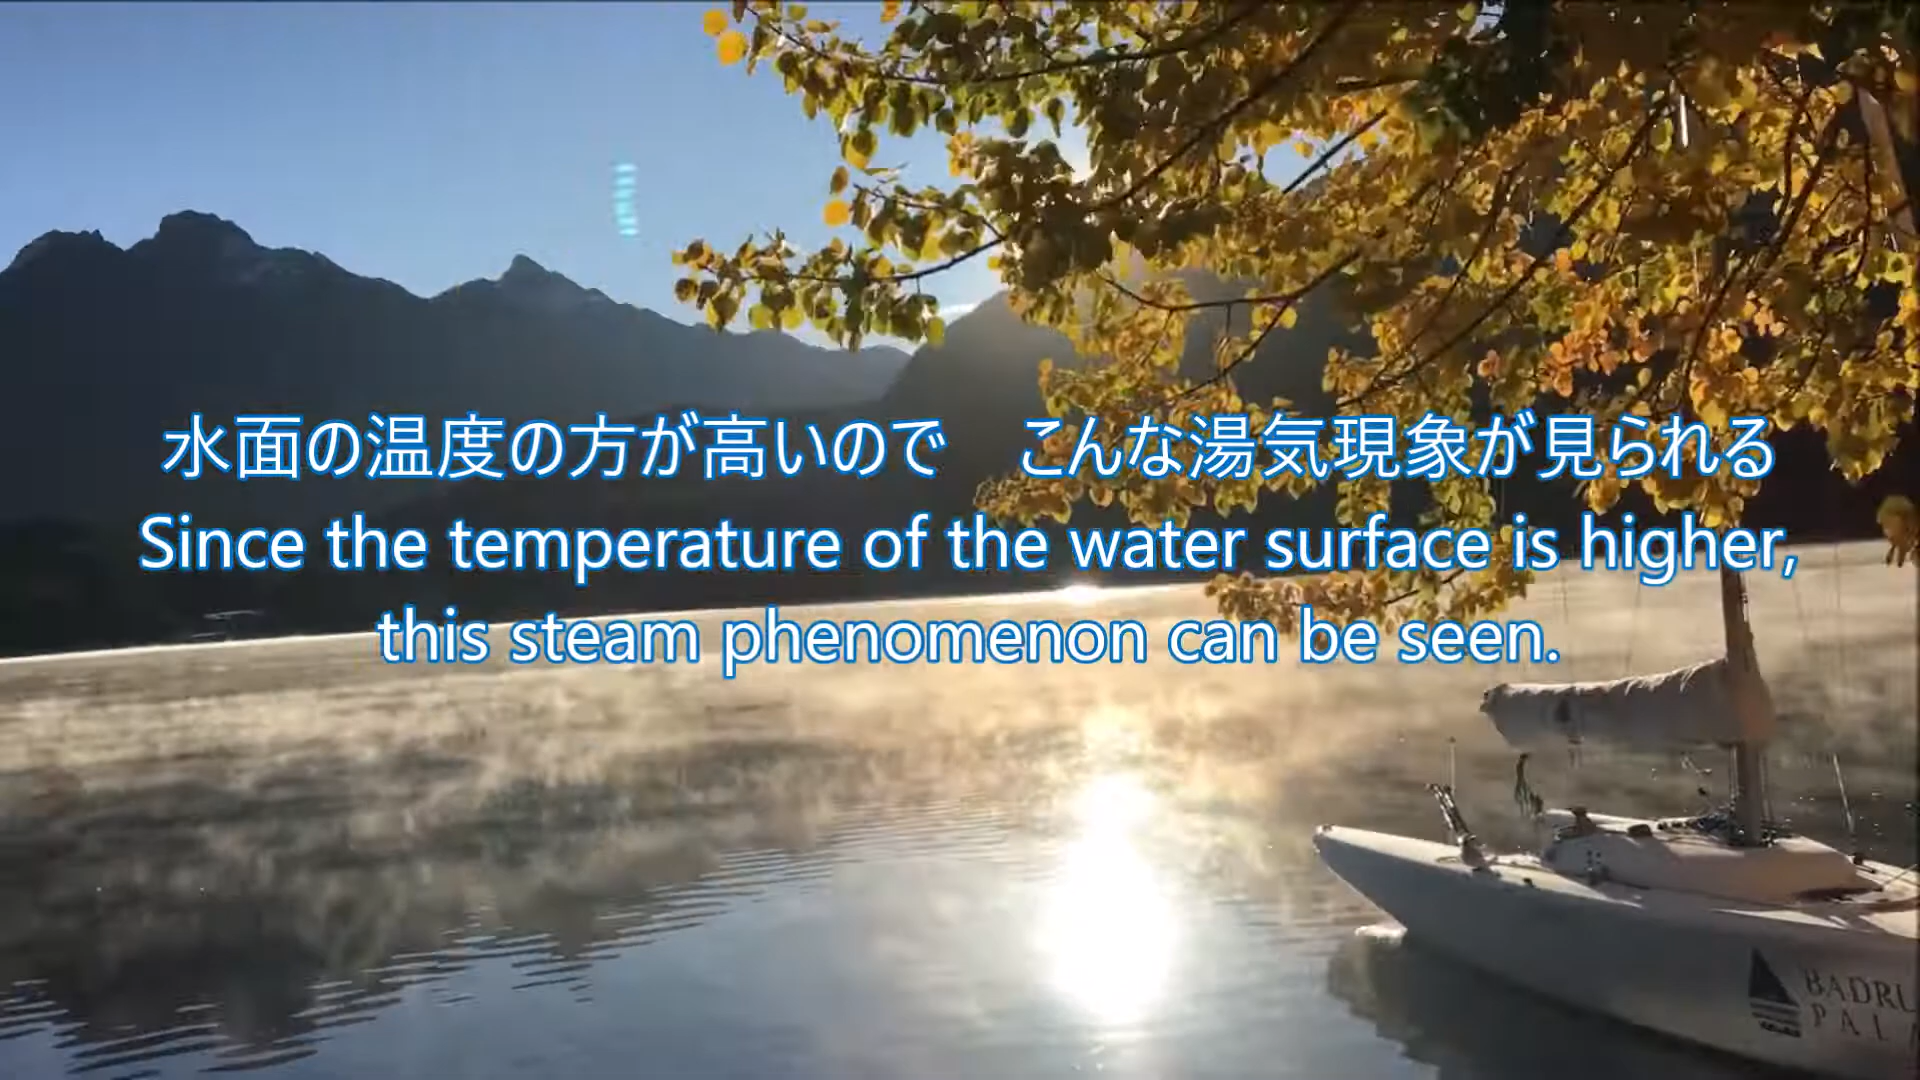 水面の温度の方が高いので　こんな湯気現象が見られる
Since the temperature of the water surface is higher,
this steam phenomenon can be seen.